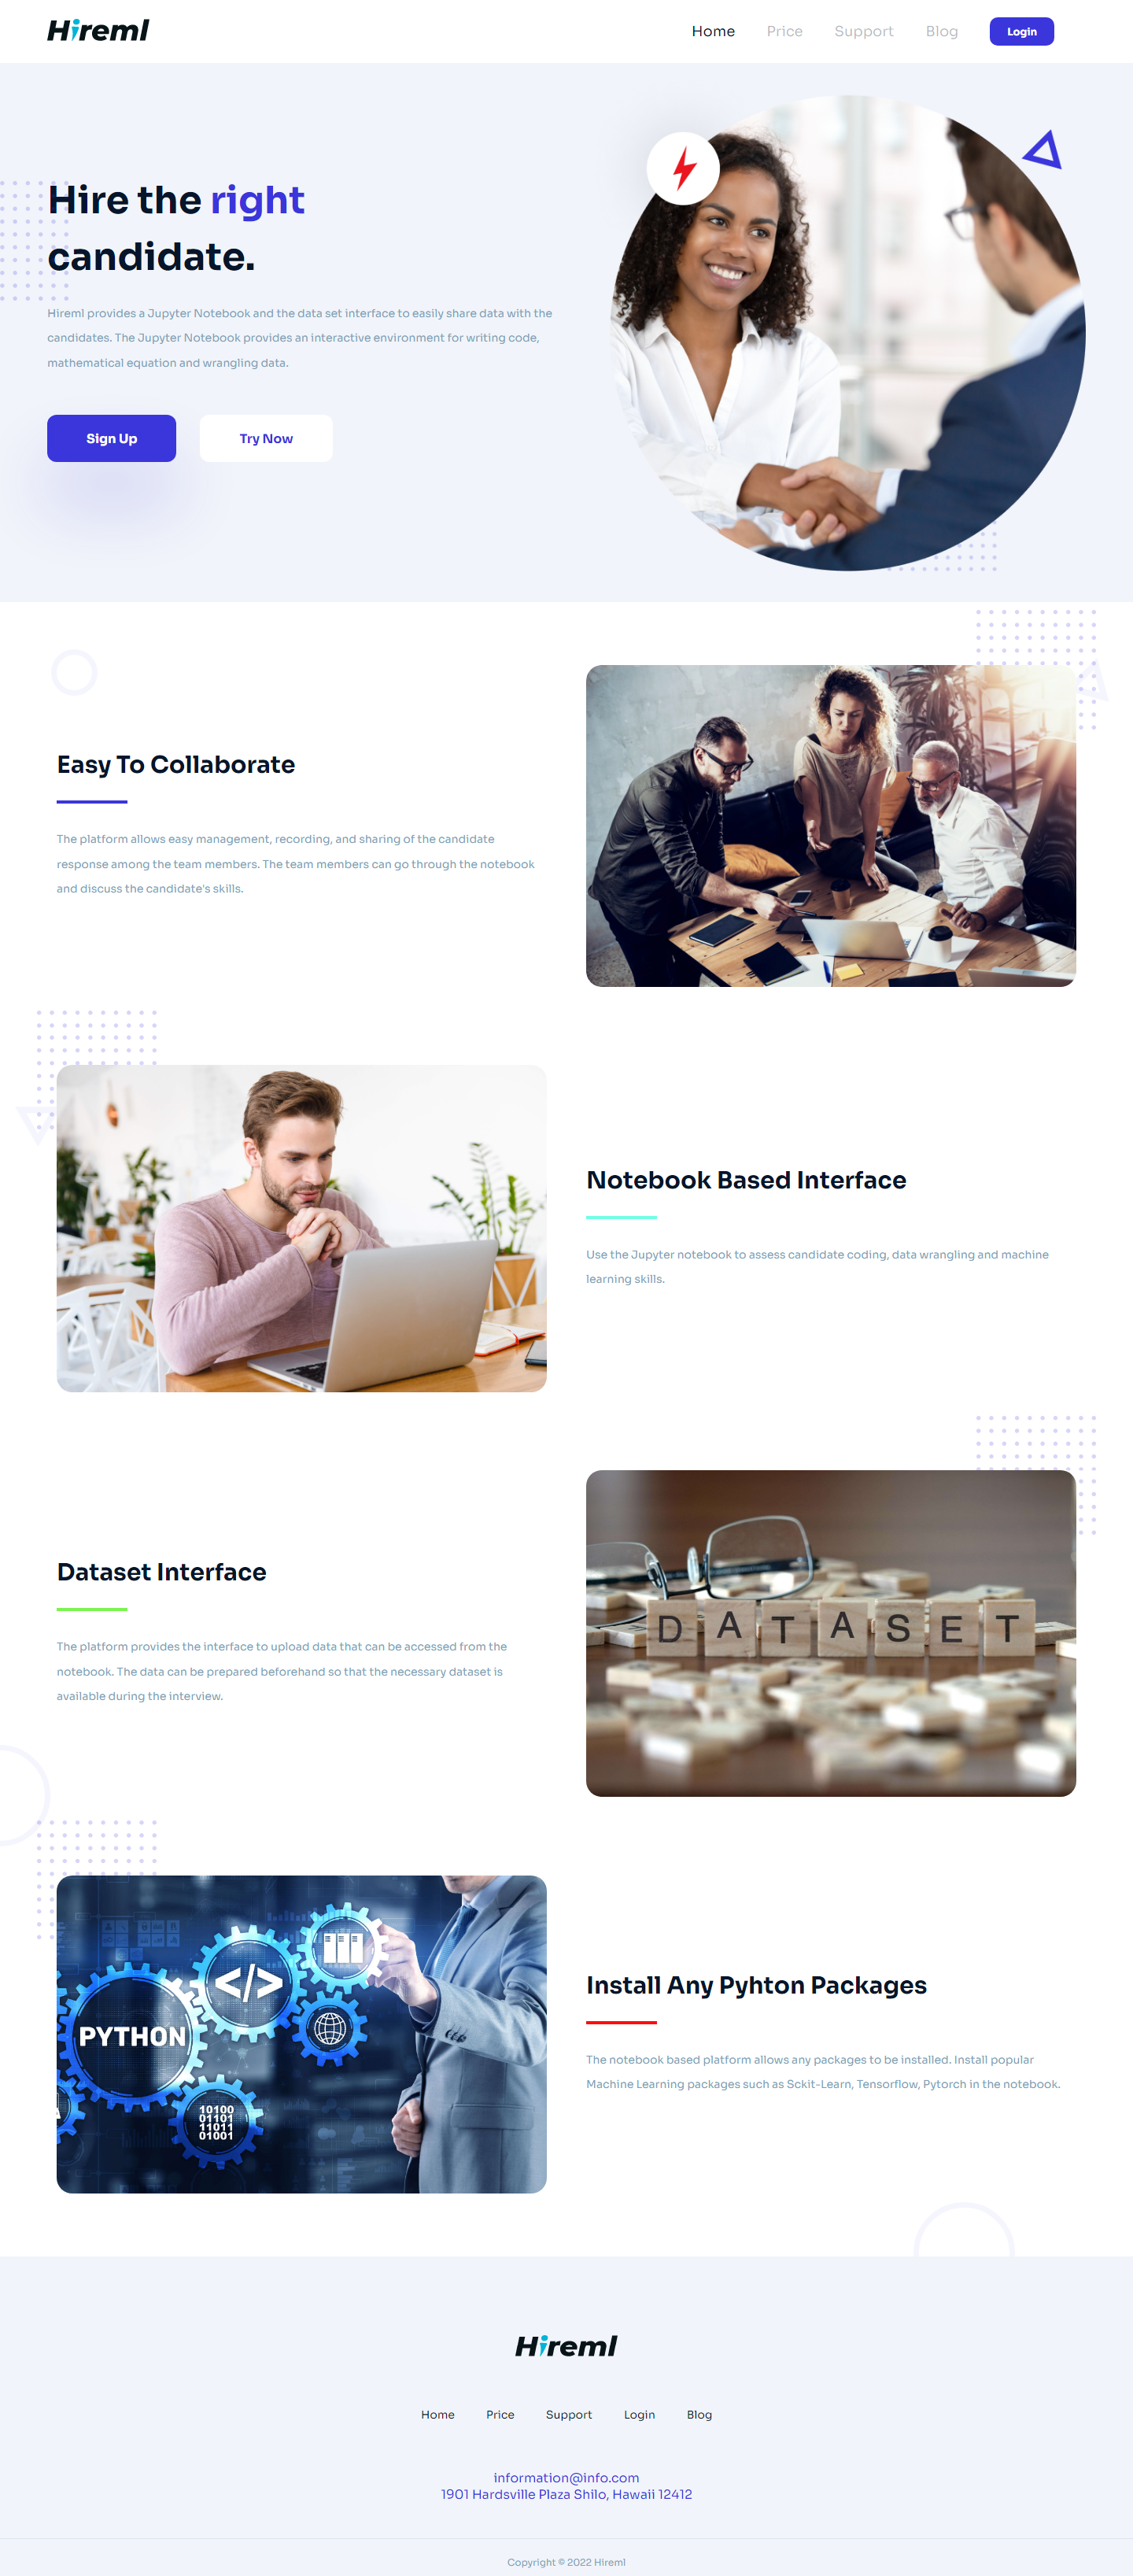 Hireml
Home Price Support Blog Login
Hire the right
candidate.
Hireml provides a Jupyter Notebook and the data set interface to easily share data with the
candidates. The Jupyter Notebook provides an interactive environment for writing code,
mathematical equation and wrangling data.
Sign Up Try Now
Easy To Collaborate
The platform allows easy management, recording, and sharing of the candidate
response among the team members. The team members can go through the notebook
and discuss the candidate's skills.
Notebook Based Interface
Use the Jupyter notebook to assess candidate coding, data wrangling and machine
learning skills.
Dataset Interface
The platform provides the interface to upload data that can be accessed from the
notebook. The data can be prepared beforehand so that the necessary dataset is
available during the interview.
DATASET
</>
PYTHON
10100
01101
11011
01001
Install Any Pyhton Packages
The notebook based platform allows any packages to be installed. Install popular
Machine Learning packages such as Sckit-Learn, Tensorflow, Pytorch in the notebook.
Hireml
Home Price Support Login Blog
information@info.com
1901 Hardsville Plaza Shilo, Hawaii 12412
Copyright © 2022 Hireml